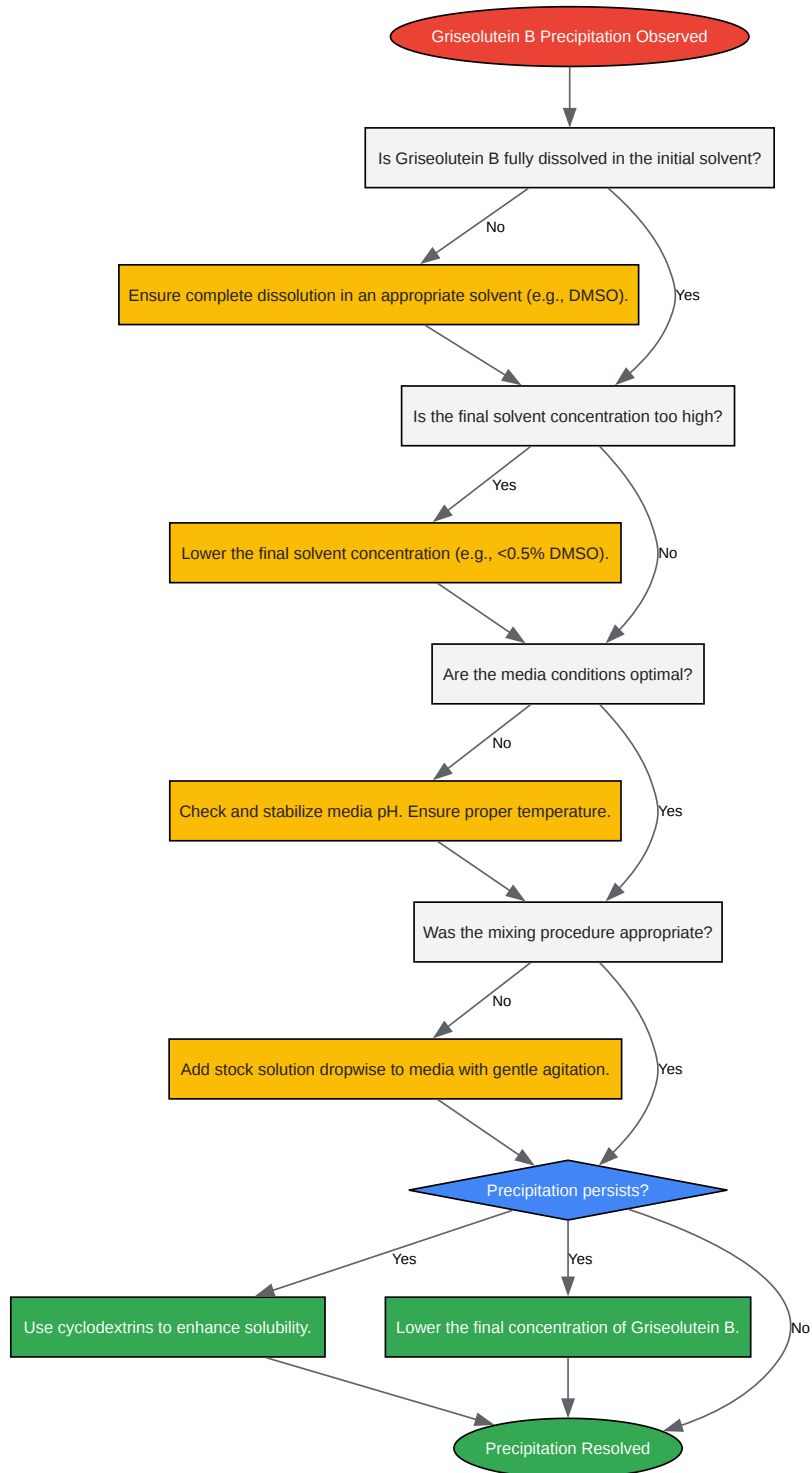 Griseolutein B Precipitation Observed
Is Griseolutein B fully dissolved in the initial solvent?
No
Ensure complete dissolution in an appropriate solvent (e.g., DMSO).
Yes
Is the final solvent concentration too high?
Yes
Lower the final solvent concentration (e.g., <0.5% DMSO).
No
Are the media conditions optimal?
No
Check and stabilize media pH. Ensure proper temperature.
Yes
Was the mixing procedure appropriate?
No
Add stock solution dropwise to media with gentle agitation.
Yes
Precipitation persists?
Yes
Yes
Use cyclodextrins to enhance solubility.
Lower the final concentration of Griseolutein B.
No
Precipitation Resolved